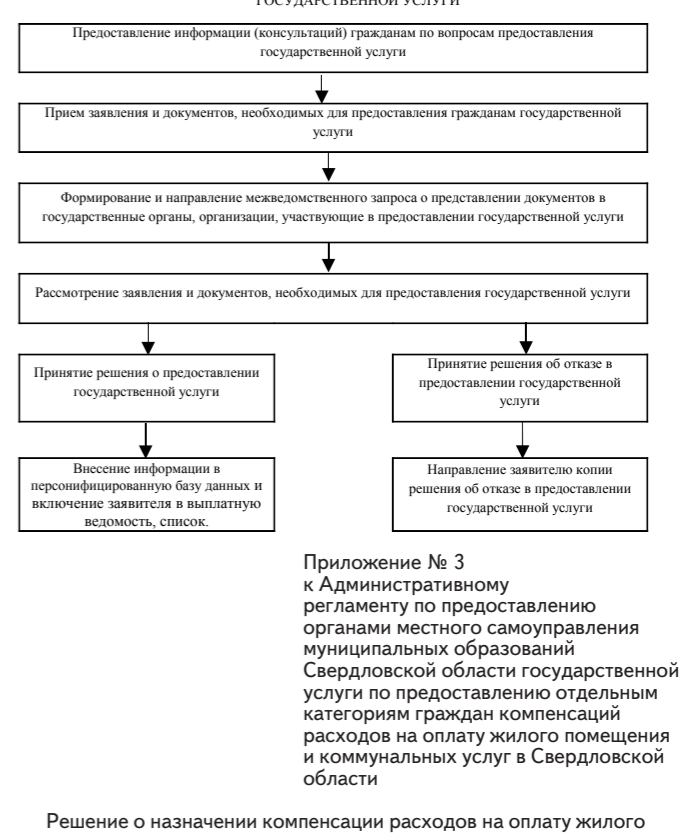 ГОСУДАРСТВЕННОЙ УСЛУГИ
Предоставление информации (консультаций) гражданам по вопросам предоставления
государственной услуги
Прием заявления и документов, необходимых для предоставления гражданам государственной
услуги
Формирование и направление межведомственного запроса о представлении документов в
государственные органы, организации, участвующие в предоставлении государственной услуги
Рассмотрение заявления и документов, необходимых для предоставления государственной услуги
Принятие решения о предоставлении
государственной услуги
Принятие решения об отказе в
предоставлении государственной
услуги
Внесение информации в
персонифицированную базу данных и
включение заявителя в выплатную
ведомость, список.
Направление заявителю копии
решения об отказе в предоставлении
государственной услуги
Приложение № 3
к Административному
регламенту по предоставлению
органами местного самоуправления
муниципальных образований
Свердловской области государственной
услуги по предоставлению отдельным
категориям граждан компенсаций
расходов на оплату жилого помещения
и коммунальных услуг в Свердловской
области
Решение о назначении компенсации расходов на оплату жилого